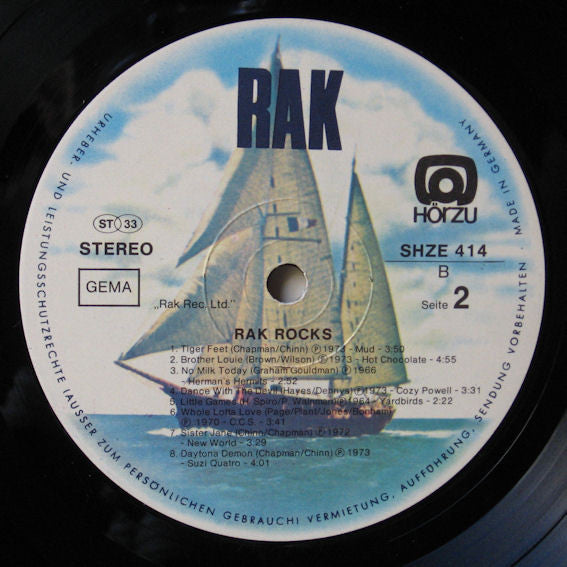 RAK
HÖRZU
ST 33
STEREO
GEMA
„Rak Rec. Ltd."
SHZE 414
B
Seite 2
RAK ROCKS
1. Tiger Feet (Chapman/Chinn) Ⓟ 1973 - Mud - 3:50
2. Brother Louie (Brown/Wilson) Ⓟ 1973 - Hot Chocolate - 4:55
3. No Milk Today (Graham Gouldman) Ⓟ 1966
- Herman's Hermits - 2:52
4. Dance With The Devil (Hayes/Dennys) Ⓟ 1973 - Cozy Powell - 3:31
5. Little Games (H. Spiro/P. Wainman) Ⓟ 1964 - Yardbirds - 2:22
6. Whole Lotta Love (Page/Plant/Jones/Bonham)
Ⓟ 1970 - C.C.S. - 3:41
7. Sister Jane (Chinn/Chapman) Ⓟ 1972
- New World - 3:29
8. Daytona Demon (Chapman/Chinn) Ⓟ 1973
- Suzi Quatro - 4:01
URHEBER- UND LEISTUNGSSCHUTZRECHTE (AUSSER ZUM PERSÖNLICHEN GEBRAUCH) VERMIETUNG, AUFFÜHRUNG, SENDUNG VORBEHALTEN · MADE IN GERMANY